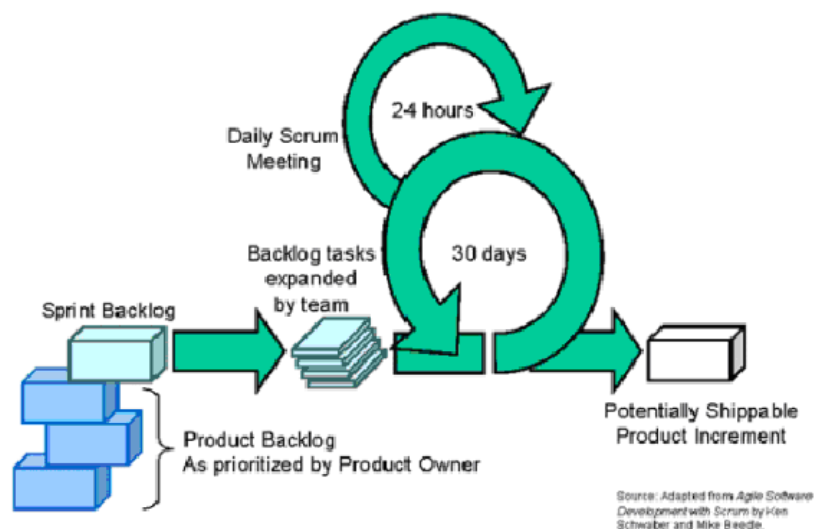 24 hours
Daily Scrum
Meeting
Backlog tasks
expanded
by team
30 days
Sprint Backlog
Potentially Shippable
Product Increment
Product Backlog
As prioritized by Product Owner
Source: Adapted from Agile Software
Development with Scrum by Ken
Schwaber and Mike Beedle.